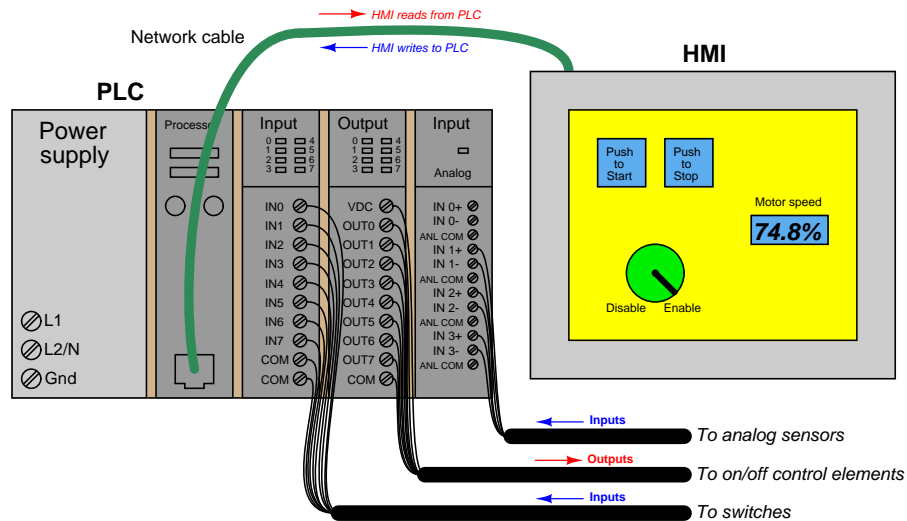 HMI reads from PLC
Network cable
HMI writes to PLC
HMI
PLC
Power
supply
L1
L2/N
Gnd
Processo
Input
0 4
1 5
2 6
3 7
IN0
IN1
IN2
IN3
IN4
IN5
IN6
IN7
COM
COM
Output
0 4
1 5
2 6
3 7
VDC
OUT0
OUT1
OUT2
OUT3
OUT4
OUT5
OUT6
OUT7
COM
Input
Analog
IN 0+
IN 0-
ANL COM
IN 1+
IN 1-
ANL COM
IN 2+
IN 2-
ANL COM
IN 3+
IN 3-
ANL COM
Push
to
Start
Push
to
Stop
Motor speed
74.8%
Disable Enable
Inputs
To analog sensors
Outputs
To on/off control elements
Inputs
To switches